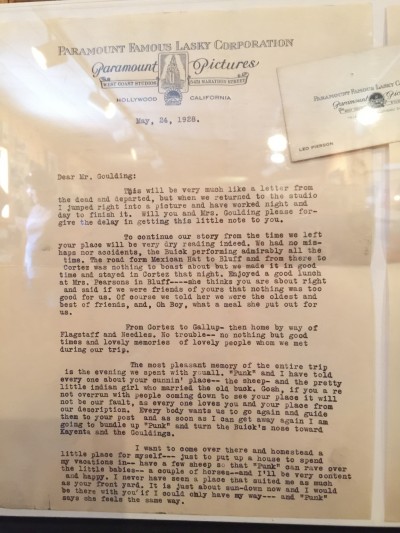 PARAMOUNT FAMOUS LASKY CORPORATION
Paramount Pictures
WEST COAST STUDIOS
5451 MARATHON STREET
HOLLYWOOD CALIFORNIA
May, 24, 1928.
PARAMOUNT FAMOUS LASKY CO
Paramount Pic
LEE PIERSON
Dear Mr. Goulding:
This will be very much like a letter from
the dead and departed, but when we returned to the studio
I jumped right into a picture and have worked night and
day to finish it. Will you and Mrs. Goulding please for-
give the delay in getting this little note to you.
To continue our story from the time we left
your place will be very dry reading indeed. We had no mis-
haps nor accidents, the Buick performing admirably all the
time. The road form Mexican Hat to Bluff and from there to
Cortez was nothing to boast about but we made it in good
time and stayed in Cortez that night. Enjoyed a good lunch
at Mrs. Pearsons in Bluff----she thinks you are about right
and said if we were friends of yours that nothing was too
good for us. Of course we told her we were the oldest and
best of friends, and, Oh Boy, what a meal she put out for
us.
From Cortez to Gallup- then home by way of
Flagstaff and Needles. No trouble-- no nothing but good
times and lovely memories of lovely people whom we met
during our trip.
The most pleasant memory of the entire trip
is the evening we spent with youall. "Punk" and I have told
every one about your gunnin' place-- the sheep- and the pretty
little indian girl who married the old bank. Gosh, if you a re
not overrun with people coming down to see your place it will
not be our fault, as every one loves you and your place from
our description. Every body wants us to go again and guide
them to your post and as soon as I can get away again I am
going to bundle up "Punk" and turn the Buick's nose toward
Kayenta and the Gouldings.
I want to come over there and homestead a
little place for myself--- just to put up a house to spend
my vacations in-- have a few sheep so that "Punk" can rave over
the little babies-- a couple of horses--and I'll be very content
and happy. I never have seen a place that suited me as much
as your front yard. It is just about sun-down now and I would
be there with you if I could only have my way--- and "Punk"
says she feels the same way.